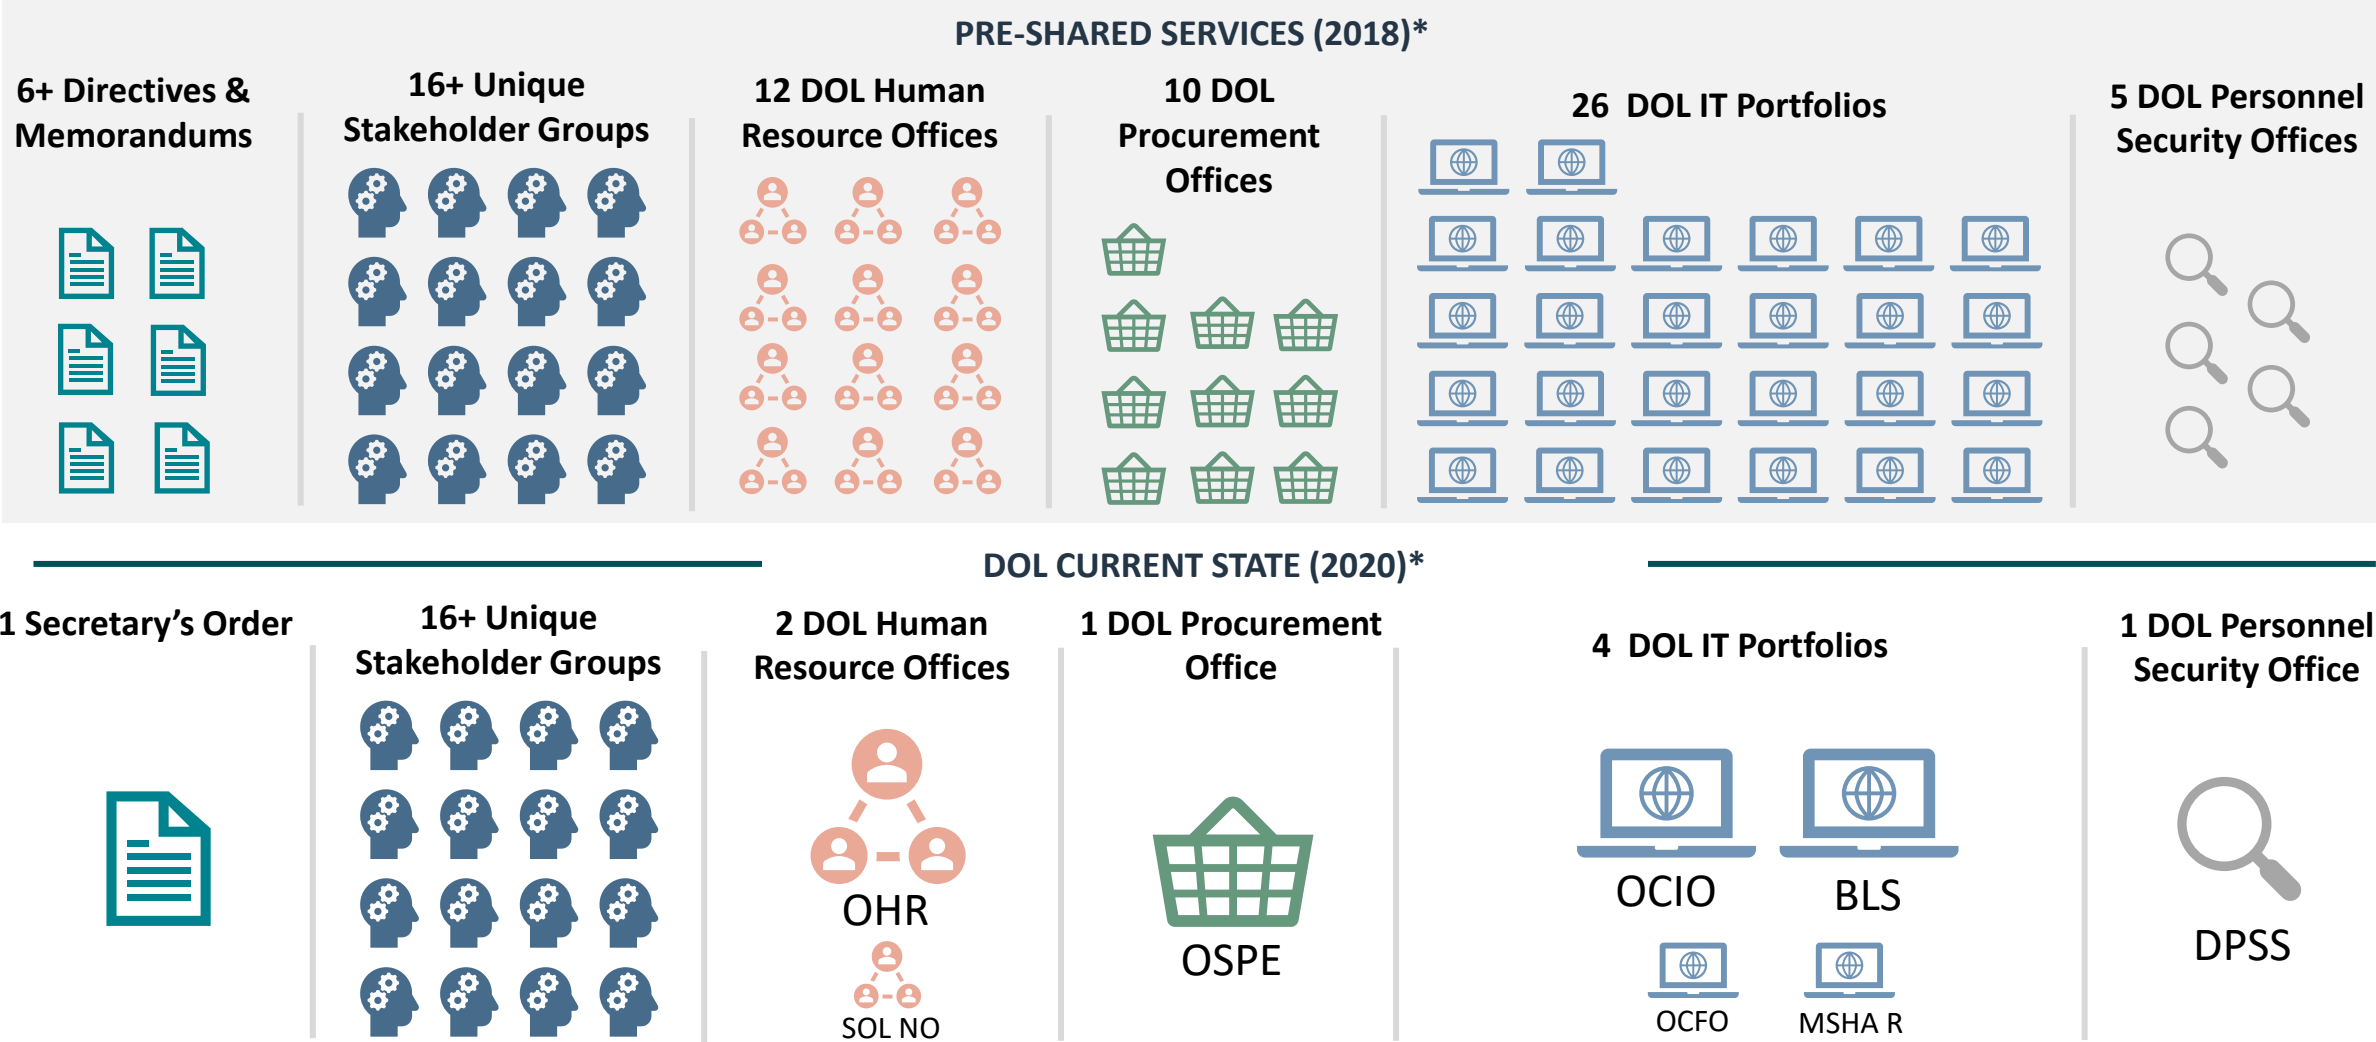 PRE-SHARED SERVICES (2018)*
6+ Directives &
Memorandums
16+ Unique
Stakeholder Groups
12 DOL Human
Resource Offices
10 DOL
Procurement
Offices
26 DOL IT Portfolios
5 DOL Personnel
Security Offices
DOL CURRENT STATE (2020)*
1 Secretary's Order
16+ Unique
Stakeholder Groups
2 DOL Human
Resource Offices
OHR
SOL NO
1 DOL Procurement
Office
OSPE
4 DOL IT Portfolios
OCIO
BLS
OCFO
MSHA R
1 DOL Personnel
Security Office
DPSS